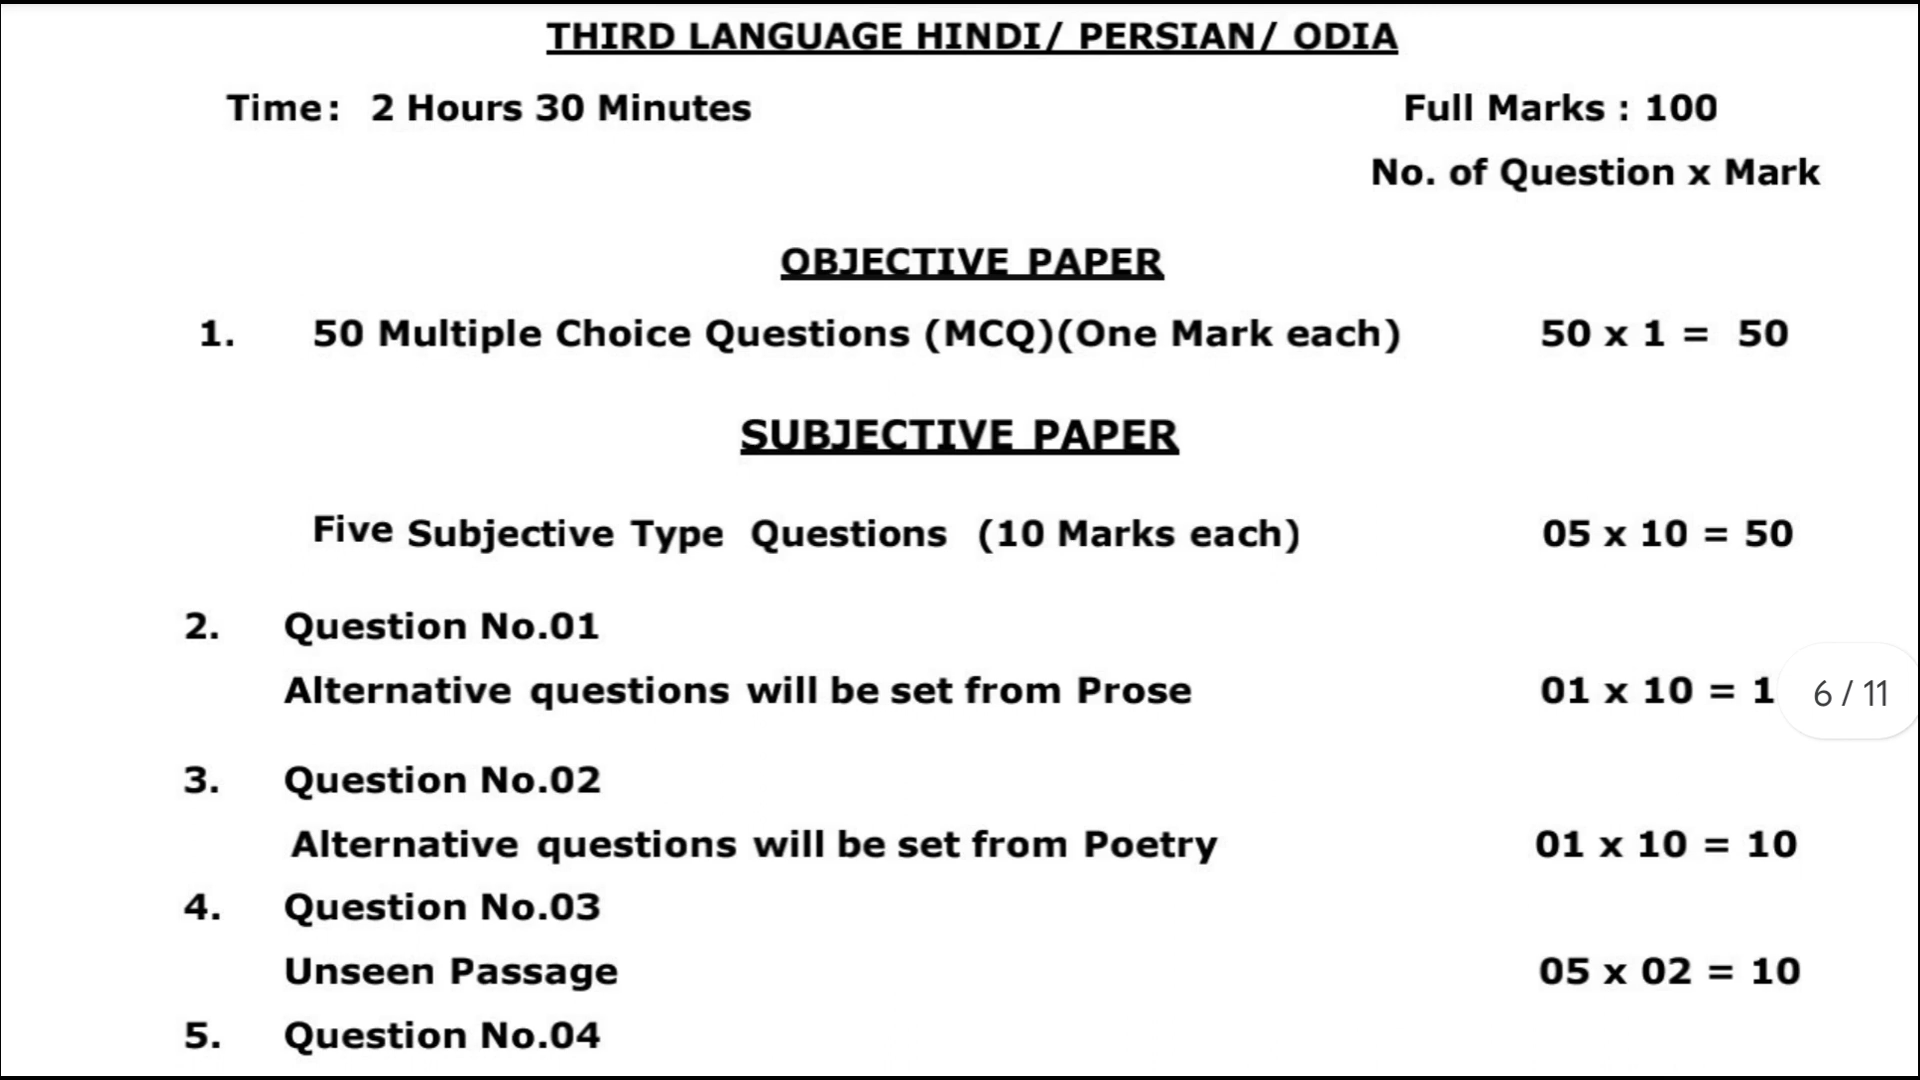 THIRD LANGUAGE HINDI/ PERSIAN/ ODIA
Time: 2 Hours 30 Minutes Full Marks : 100
No. of Question x Mark
OBJECTIVE PAPER
1. 50 Multiple Choice Questions (MCQ)(One Mark each) 50 x 1 = 50
SUBJECTIVE PAPER
Five Subjective Type Questions (10 Marks each) 05 x 10 = 50
2. Question No.01
Alternative questions will be set from Prose 01 x 10 = 1
6 / 11
3. Question No.02
Alternative questions will be set from Poetry 01 x 10 = 10
4. Question No.03
Unseen Passage 05 x 02 = 10
5. Question No.04